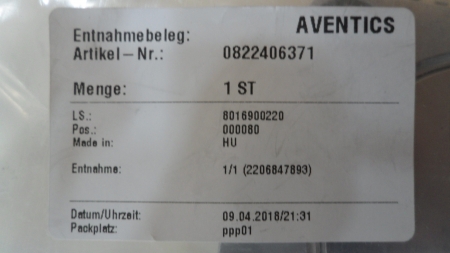 AVENTICS
Entnahmebeleg:
Artikel-Nr.: 0822406371
Menge: 1 ST
LS.: 8016900220
Pos.: 000080
Made in: HU
Entnahme: 1/1 (2206847893)
Datum/Uhrzeit: 09.04.2018/21:31
Packplatz: ppp01